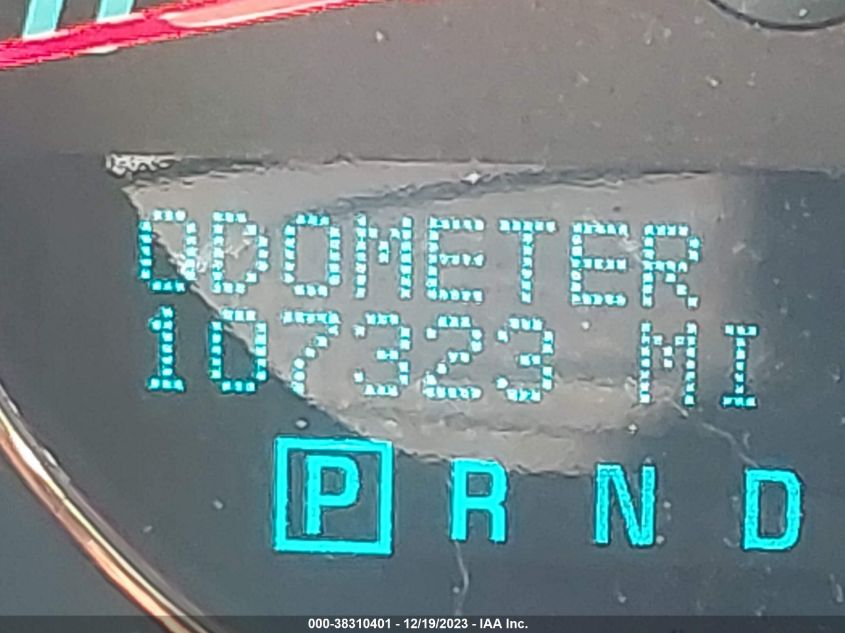 ODOMETER
107323 MI
P R N D
000-38310401 - 12/19/2023 - IAA Inc.